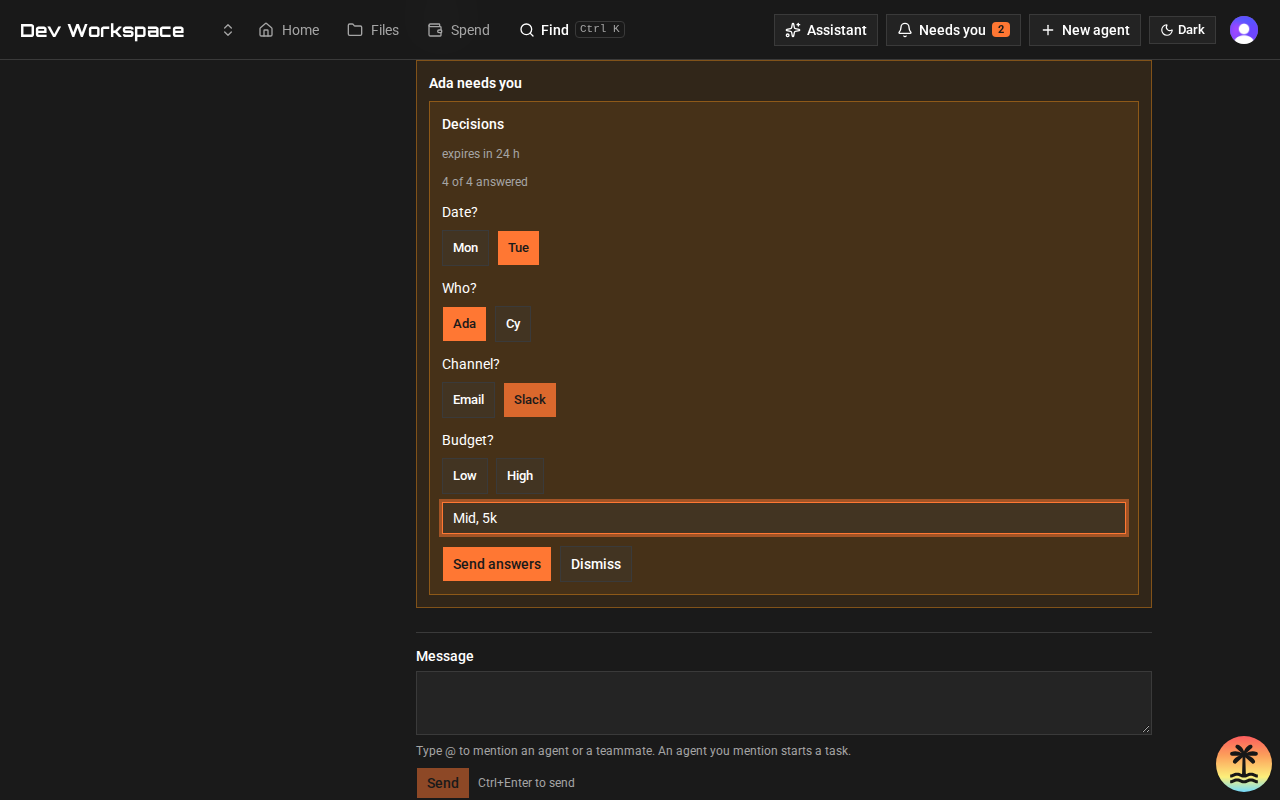 Dev Workspace
Home
Files
Spend
Find
Ctrl K
Assistant
Needs you 2
New agent
Dark
Ada needs you
Decisions
expires in 24 h
4 of 4 answered
Date?
Mon Tue
Who?
Ada Cy
Channel?
Email Slack
Budget?
Low High
Mid, 5k
Send answers Dismiss
Message
Type @ to mention an agent or a teammate. An agent you mention starts a task.
Send Ctrl+Enter to send